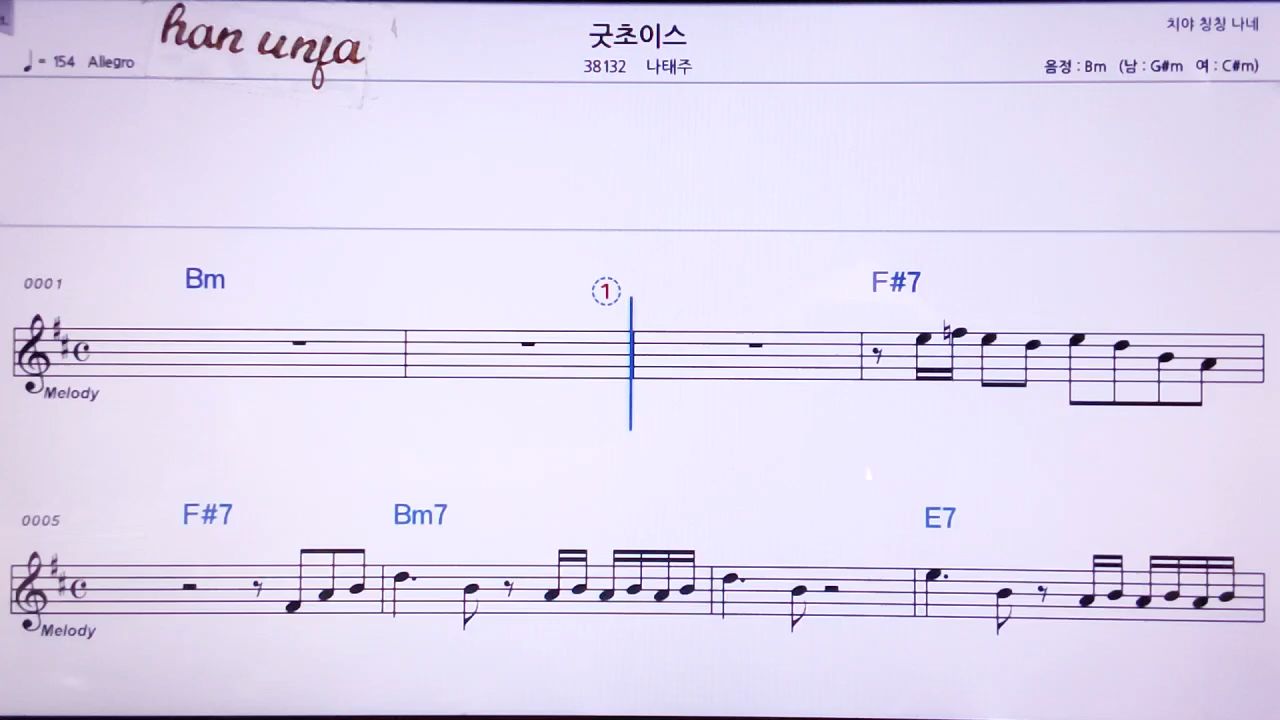 han unfa
굿초이스
치야 칭칭 나네
♩= 154 Allegro
38132 나태주
음정 : Bm (남 : G#m 여 : C#m)
0001 Bm ① F#7
Melody
0005 F#7 Bm7 E7
Melody